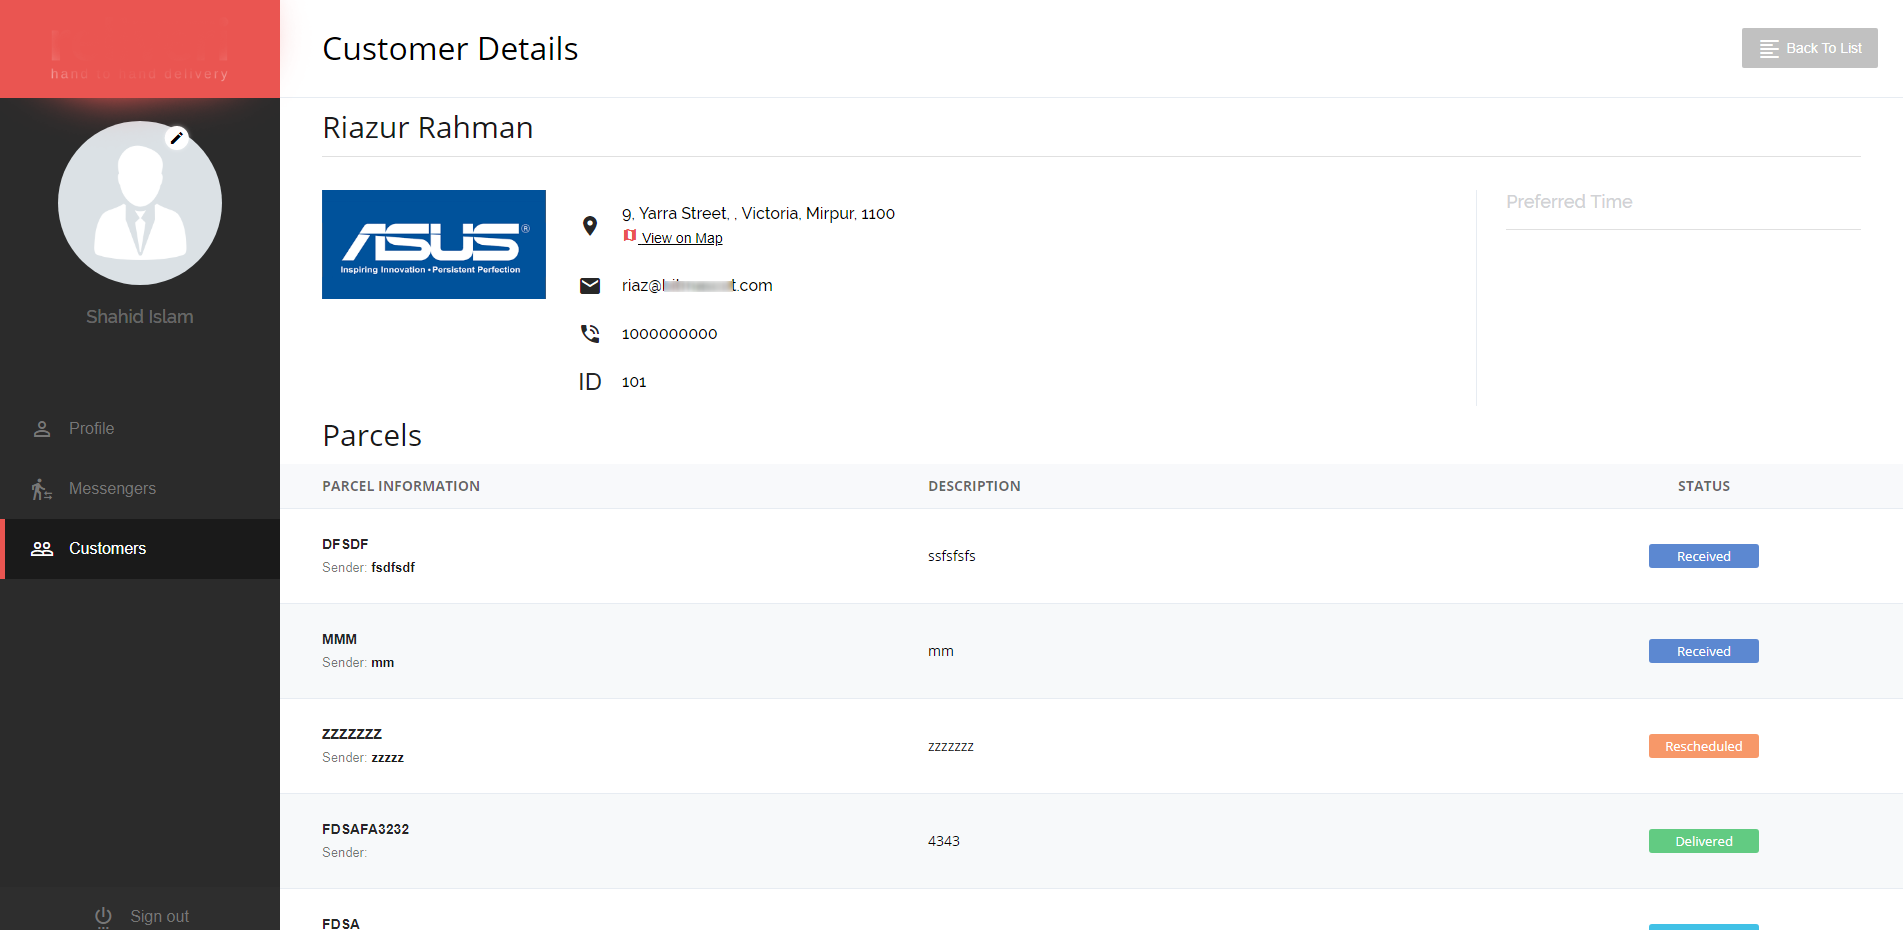 hand to hand delivery
Customer Details
Back To List
Shahid Islam
Profile
Messengers
Customers
Sign out
Riazur Rahman
ASUS®
Inspiring Innovation • Persistent Perfection
9, Yarra Street, , Victoria, Mirpur, 1100
View on Map
riaz@ t.com
1000000000
ID 101
Preferred Time
Parcels
PARCEL INFORMATION DESCRIPTION STATUS
DFSDF
Sender: fsdfsdf
ssfsfsfs
Received
MMM
Sender: mm
mm
Received
ZZZZZZZ
Sender: zzzzz
zzzzzzz
Rescheduled
FDSAFA3232
Sender:
4343
Delivered
FDSA